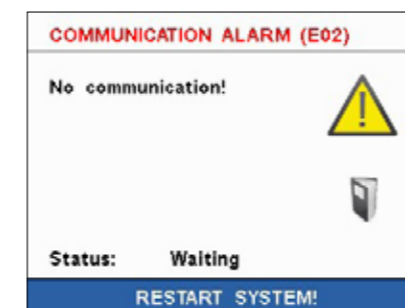 COMMUNICATION ALARM (E02)
No communication!
Status: Waiting
RESTART SYSTEM!